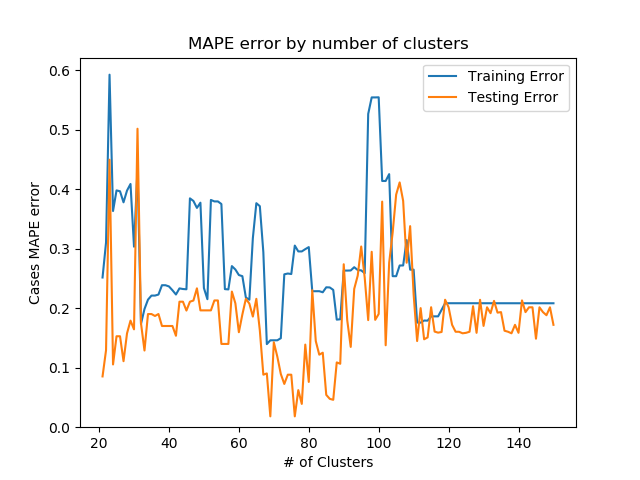 MAPE error by number of clusters
Training Error
Testing Error
0.6
0.5
0.4
0.3
0.2
0.1
0.0
Cases MAPE error
20 40 60 80 100 120 140
# of Clusters